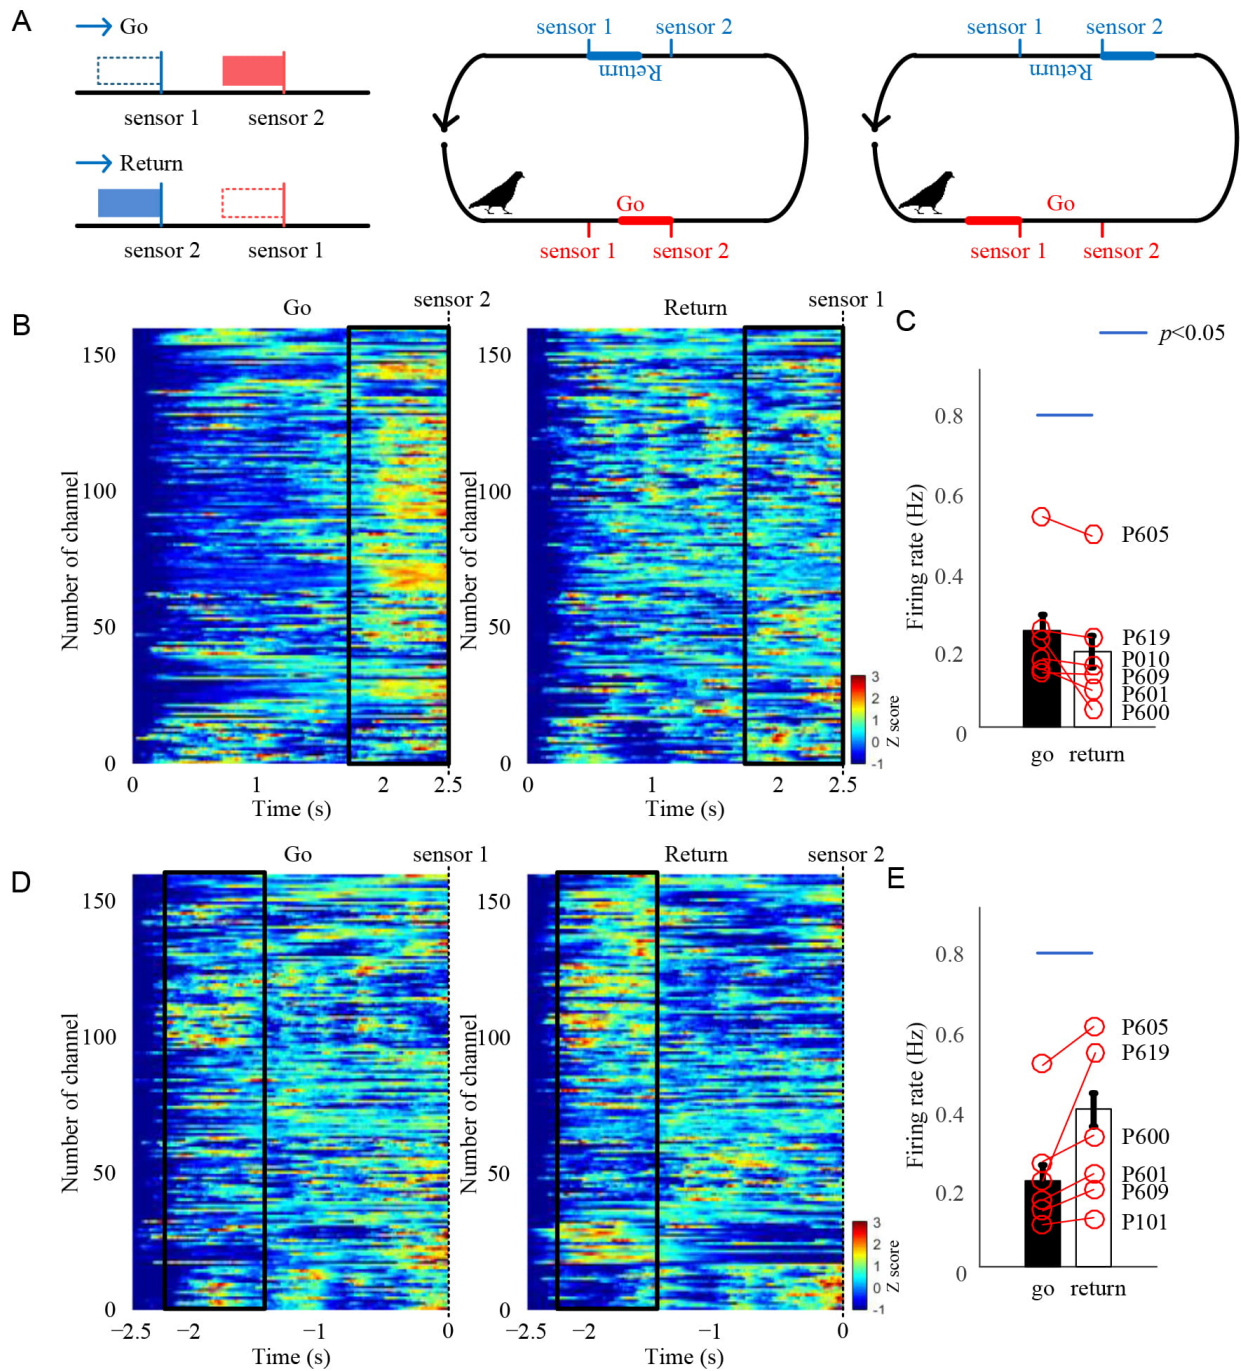 A
Go
sensor 1
sensor 2
Return
sensor 2
sensor 1
sensor 1
sensor 2
Return
Go
sensor 1
sensor 2
sensor 1
sensor 2
Return
Go
sensor 1
sensor 2
B
Go
sensor 2
Number of channel
150
100
50
0
0
1
2
2.5
Time (s)
Return
sensor 1
Number of channel
150
100
50
0
0
1
2
2.5
Time (s)
3
2
1
0
-1
Z score
C
p<0.05
Firing rate (Hz)
0.8
0.6
0.4
0.2
0
P605
P619
P010
P609
P601
P600
go
return
D
Go
sensor 1
Number of channel
150
100
50
0
−2.5
−2
−1
0
Time (s)
Return
sensor 2
Number of channel
150
100
50
0
−2.5
−2
−1
0
Time (s)
3
2
1
0
-1
Z score
E
Firing rate (Hz)
0.8
0.6
0.4
0.2
0
P605
P619
P600
P601
P609
P101
go
return